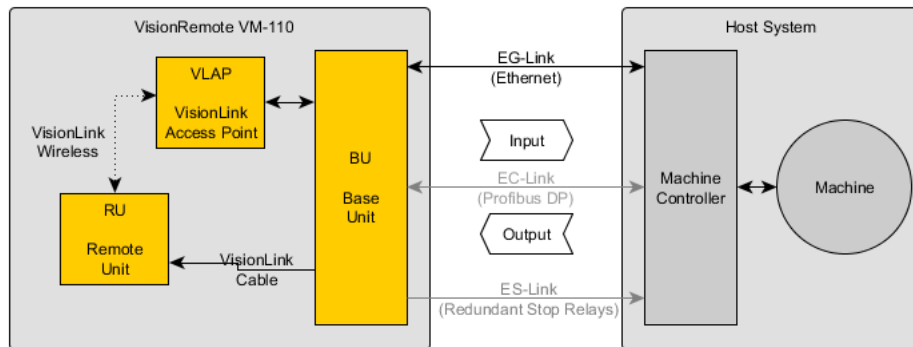 VisionRemote VM-110
Host System
VLAP
VisionLink
Access Point
VisionLink
Wireless
RU
Remote
Unit
VisionLink
Cable
BU
Base
Unit
EG-Link
(Ethernet)
Input
EC-Link
(Profibus DP)
Output
ES-Link
(Redundant Stop Relays)
Machine
Controller
Machine